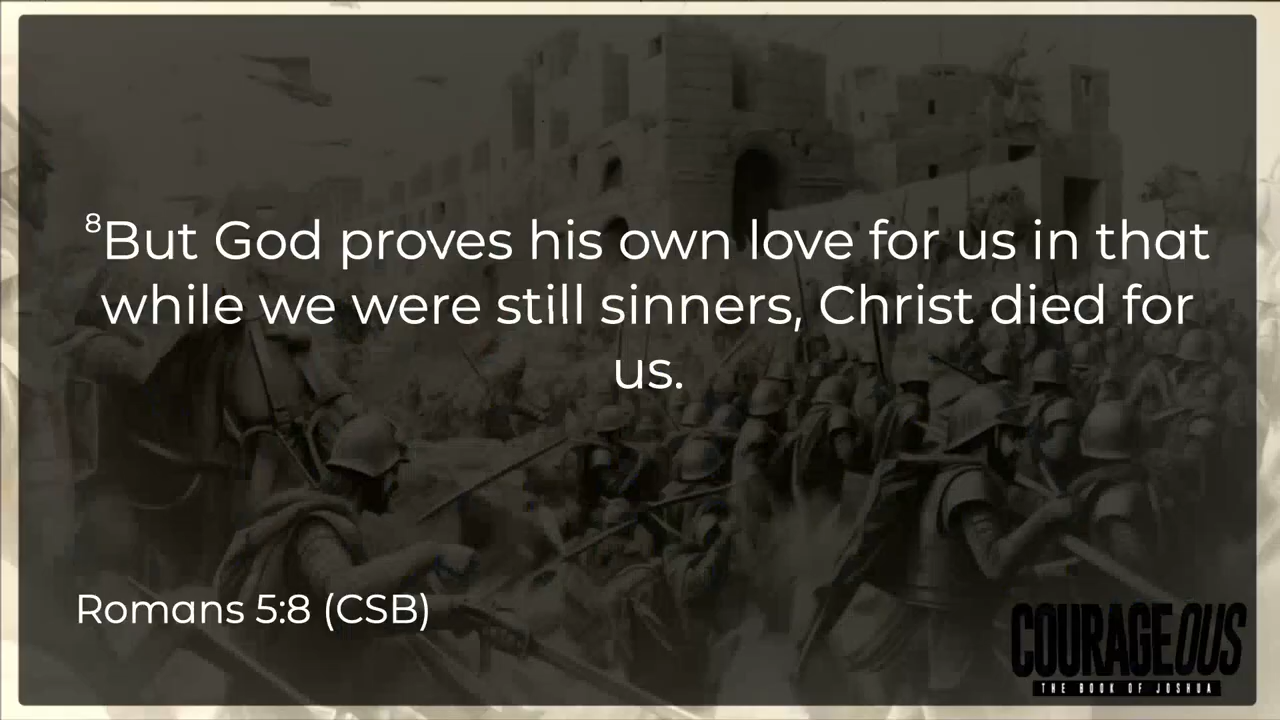 ⁸But God proves his own love for us in that
while we were still sinners, Christ died for
us.
Romans 5:8 (CSB)
COURAGEOUS
THE BOOK OF JOSHUA